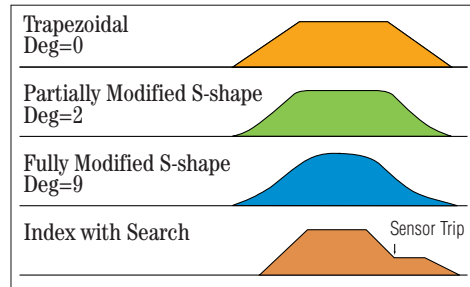 Trapezoidal
Deg=0
Partially Modified S-shape
Deg=2
Fully Modified S-shape
Deg=9
Index with Search
Sensor Trip